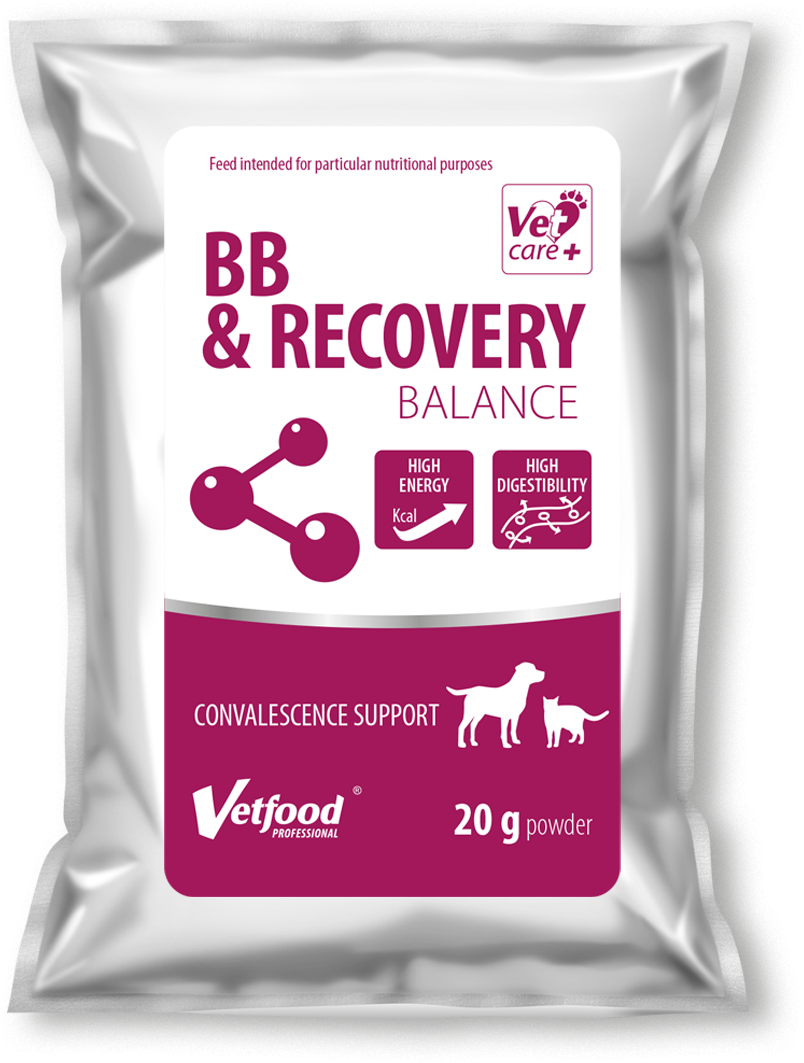 Feed intended for particular nutritional purposes
Vet
care +
BB
& RECOVERY
BALANCE
HIGH
ENERGY
Kcal
HIGH
DIGESTIBILITY
CONVALESCENCE SUPPORT
Vetfood ®
PROFESSIONAL
20 g powder